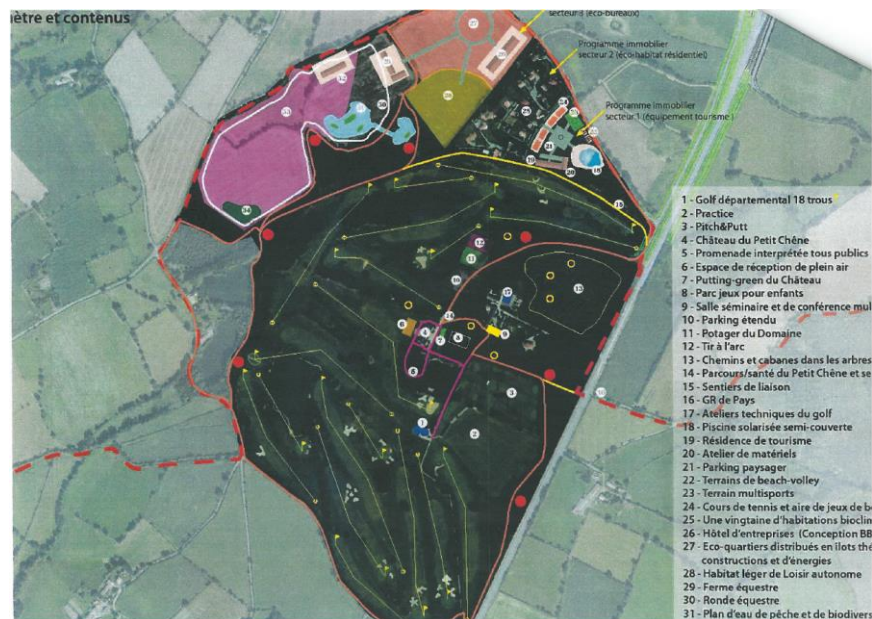 ètre et contenus
secteur 3 (éco-bureaux)
Programme immobilier
secteur 2 (éco-habitat résidentiel)
Programme immobilier
secteur 1 (équipement tourisme )
1 - Golf départemental 18 trous
2 - Practice
3 - Pitch&Putt
4 - Château du Petit Chêne
5 - Promenade interprétée tous publics
6 - Espace de réception de plein air
7 - Putting-green du Château
8 - Parc jeux pour enfants
9 - Salle séminaire et de conférence mul
10 - Parking étendu
11 - Potager du Domaine
12 - Tir à l'arc
13 - Chemins et cabanes dans les arbres
14 - Parcours/santé du Petit Chêne et se
15 - Sentiers de liaison
16 - GR de Pays
17 - Ateliers techniques du golf
18 - Piscine solarisée semi-couverte
19 - Résidence de tourisme
20 - Atelier de matériels
21 - Parking paysager
22 - Terrains de beach-volley
23 - Terrain multisports
24 - Cours de tennis et aire de jeux de b
25 - Une vingtaine d'habitations bioclim
26 - Hôtel d'entreprises (Conception BB
27 - Eco-quartiers distribués en îlots thé
constructions et d'énergies
28 - Habitat léger de Loisir autonome
29 - Ferme équestre
30 - Ronde équestre
31 - Plan d'eau de pêche et de biodivers